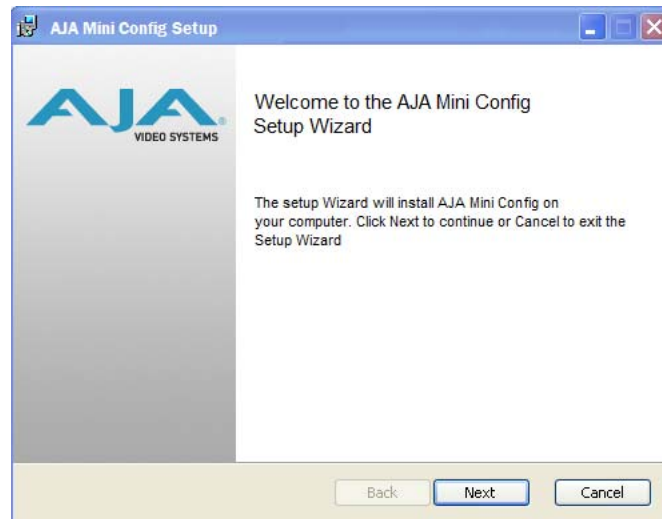 AJA Mini Config Setup
AJA
VIDEO SYSTEMS
Welcome to the AJA Mini Config
Setup Wizard
The setup Wizard will install AJA Mini Config on
your computer. Click Next to continue or Cancel to exit the
Setup Wizard
Back
Next
Cancel